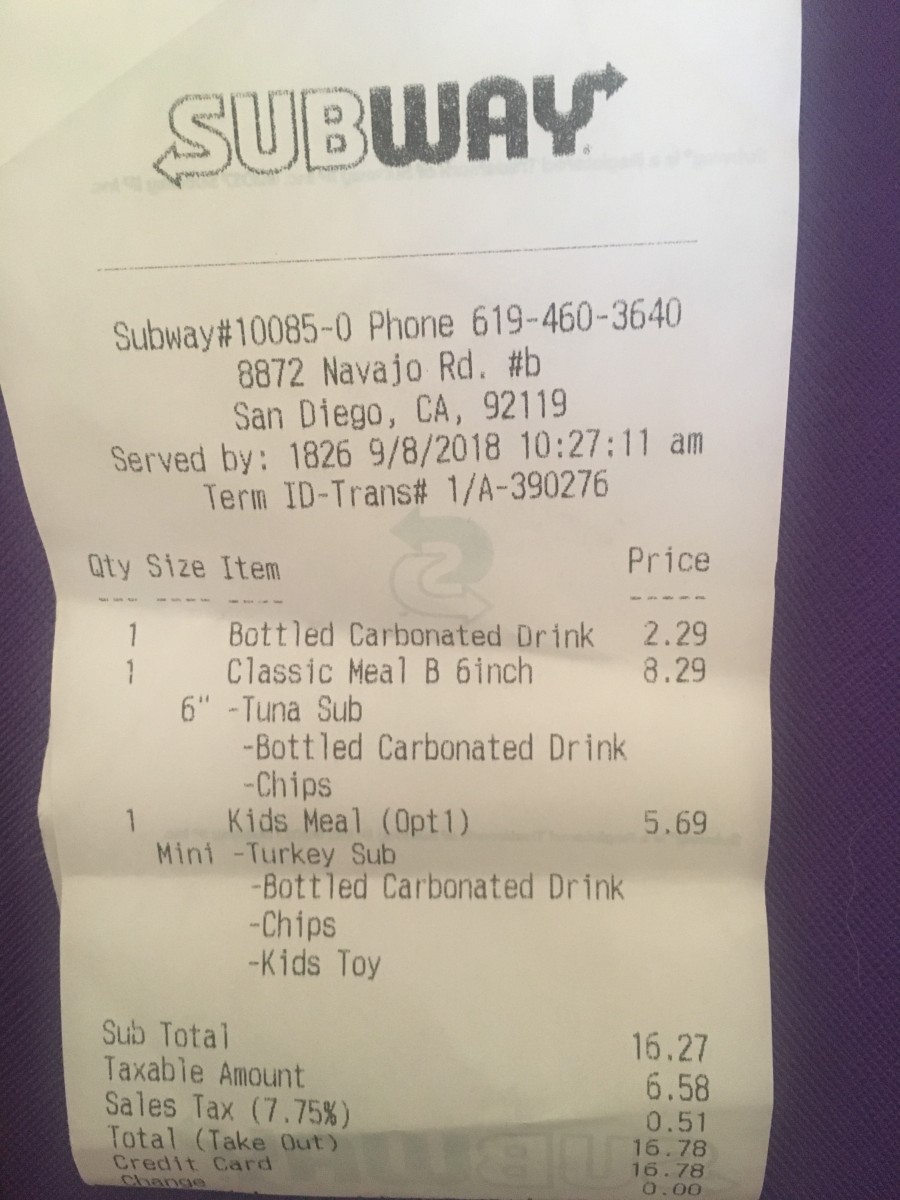 SUBWAY
Subway#10085-0 Phone 619-460-3640
8872 Navajo Rd. #b
San Diego, CA, 92119
Served by: 1826 9/8/2018 10:27:11 am
Term ID-Trans# 1/A-390276
Qty Size Item Price
--- ---- ---- -----
1 Bottled Carbonated Drink 2.29
1 Classic Meal B 6inch 8.29
6" -Tuna Sub
-Bottled Carbonated Drink
-Chips
1 Kids Meal (Opt1) 5.69
Mini -Turkey Sub
-Bottled Carbonated Drink
-Chips
-Kids Toy
Sub Total 16.27
Taxable Amount 6.58
Sales Tax (7.75%) 0.51
Total (Take Out) 16.78
Credit Card 16.78
Change 0.00